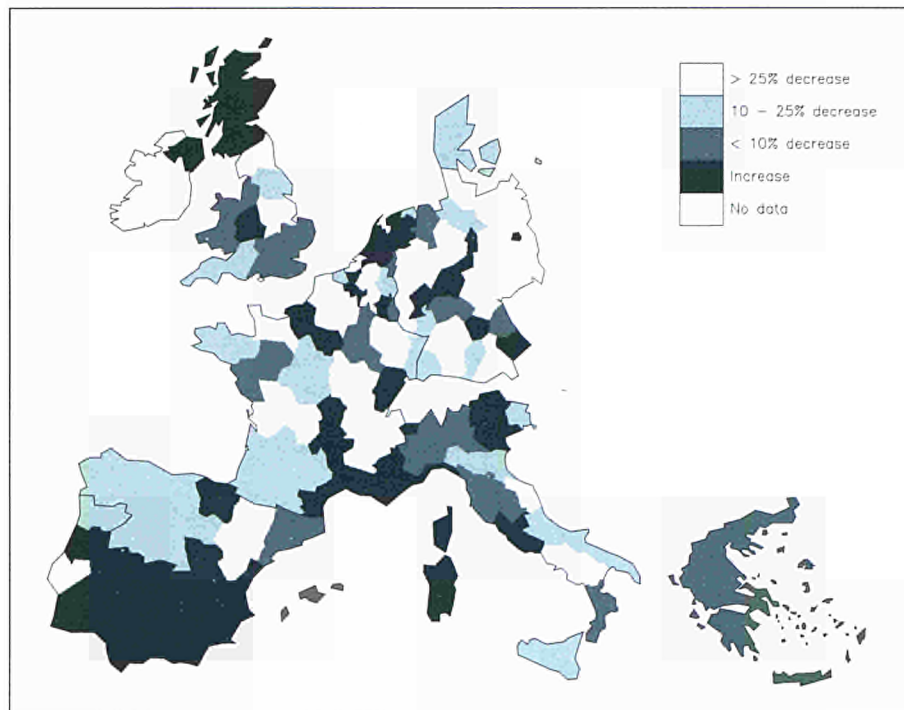 > 25% decrease
10 – 25% decrease
< 10% decrease
Increase
No data